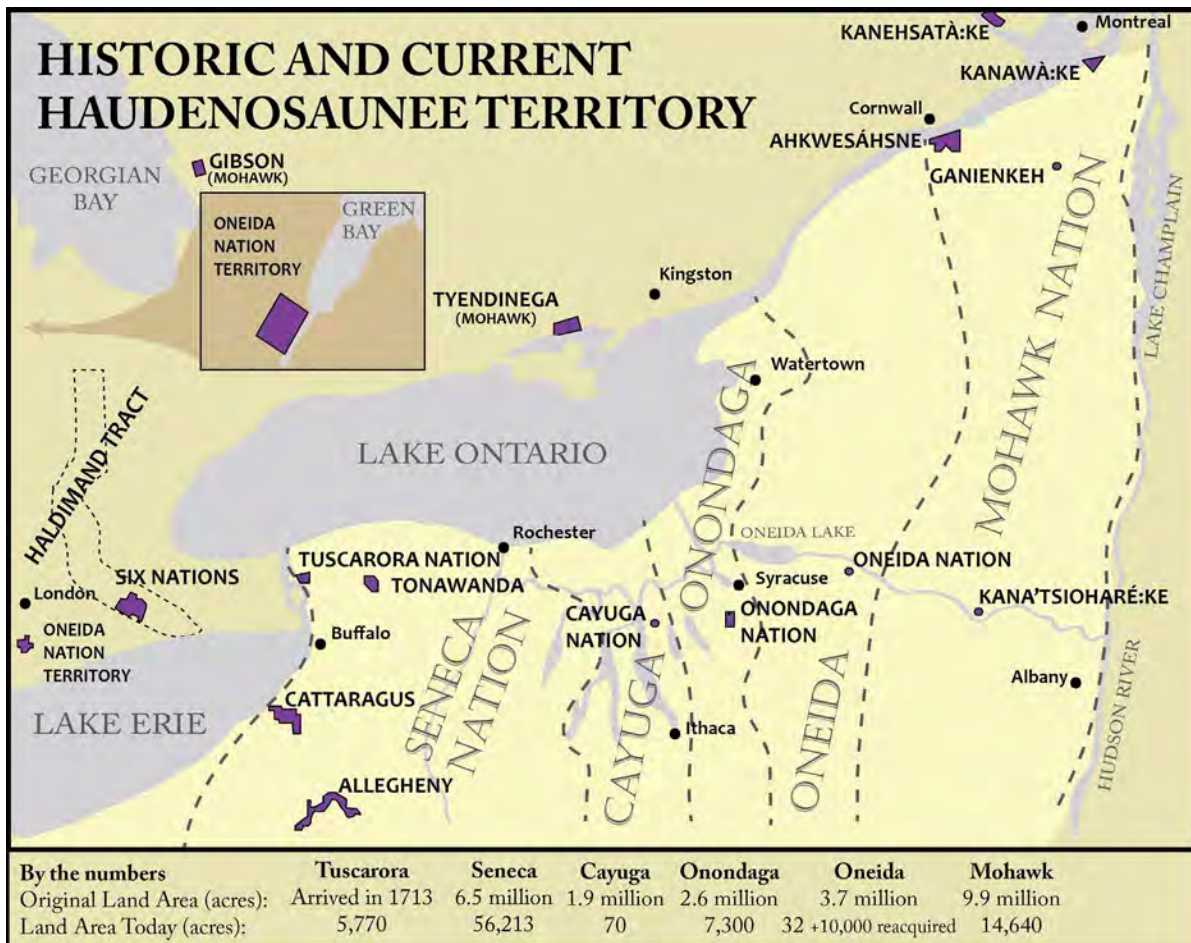 HISTORIC AND CURRENT
HAUDENOSAUNEE TERRITORY
KANEHSATÀ:KE
Montreal
KANAWÀ:KE
Cornwall
AHKWESÁHSNE
GANIENKEH
GEORGIAN
BAY
GIBSON
(MOHAWK)
ONEIDA
NATION
TERRITORY
GREEN
BAY
TYENDINEGA
(MOHAWK)
Kingston
Watertown
MOHAWK NATION
LAKE CHAMPLAIN
HALDIMAND TRACT
LAKE ONTARIO
ONONDAGA
Rochester
ONEIDA LAKE
TUSCARORA NATION
TONAWANDA
SIX NATIONS
Londòn
ONEIDA
NATION
TERRITORY
Buffalo
SENECA
NATION
CAYUGA
NATION
Syracuse
ONONDAGA
NATION
ONEIDA NATION
KANA'TSIOHARÉ:KE
CATTARAGUS
LAKE ERIE
CAYUGA
Ithaca
ONEIDA
Albany
HUDSON RIVER
ALLEGHENY
By the numbers Tuscarora Seneca Cayuga Onondaga Oneida Mohawk
Original Land Area (acres): Arrived in 1713 6.5 million 1.9 million 2.6 million 3.7 million 9.9 million
Land Area Today (acres): 5,770 56,213 70 7,300 32 +10,000 reacquired 14,640